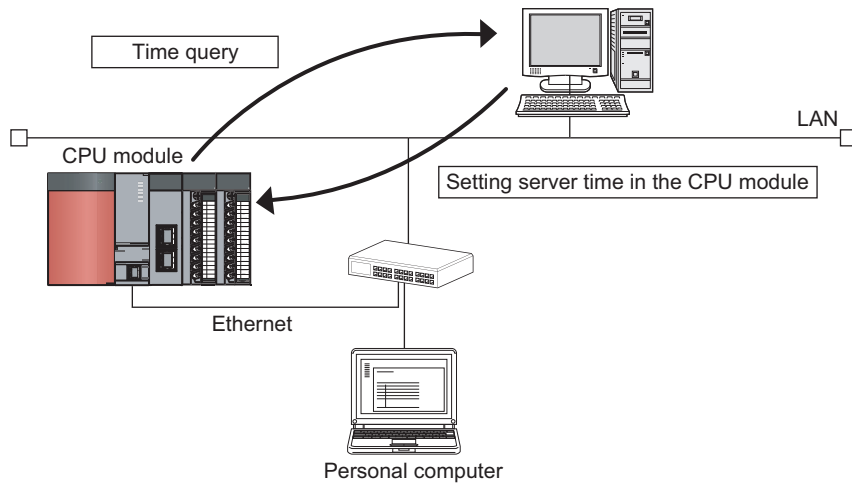 Time query
LAN
CPU module
Setting server time in the CPU module
Ethernet
Personal computer